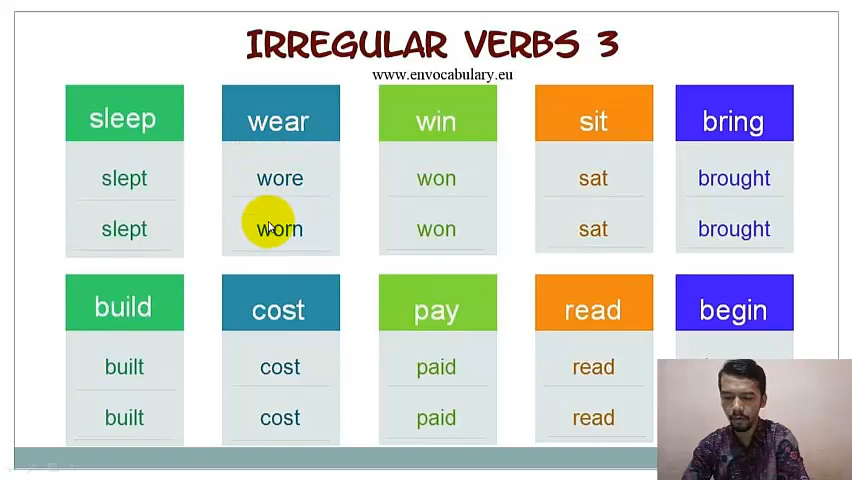 IRREGULAR VERBS 3
www.envocabulary.eu
sleep wear win sit bring
slept wore won sat brought
slept worn won sat brought
build cost pay read begin
built cost paid read
built cost paid read